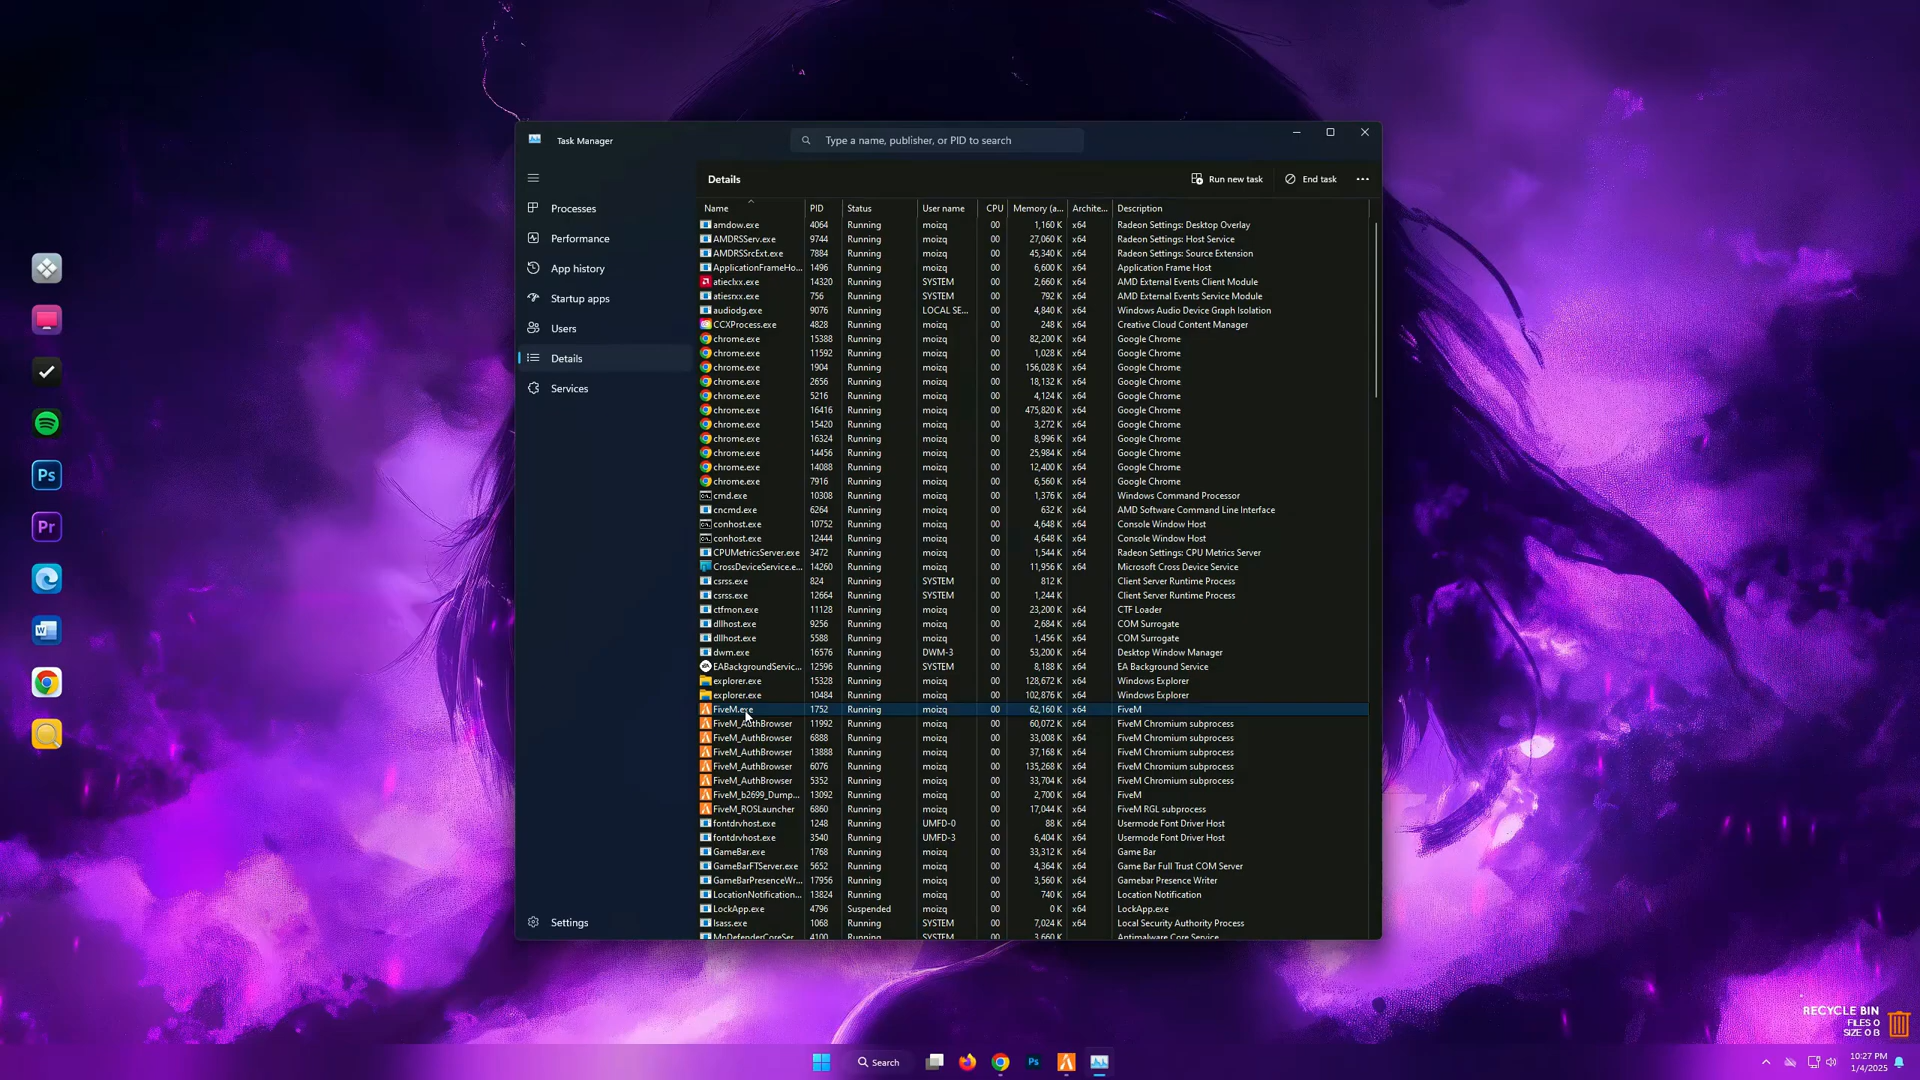 Task Manager
Type a name, publisher, or PID to search
Details
Run new task
End task
Processes
Performance
App history
Startup apps
Users
Details
Services
Settings
Name PID Status User name CPU Memory (a... Archite... Description
amdow.exe 4064 Running moizq 00 1,160 K x64 Radeon Settings: Desktop Overlay
AMDRSServ.exe 9744 Running moizq 00 27,060 K x64 Radeon Settings: Host Service
AMDRSSrcExt.exe 7884 Running moizq 00 45,340 K x64 Radeon Settings: Source Extension
ApplicationFrameHo... 1496 Running moizq 00 6,600 K x64 Application Frame Host
atieclxx.exe 14320 Running SYSTEM 00 2,660 K x64 AMD External Events Client Module
atiesrxx.exe 756 Running SYSTEM 00 792 K x64 AMD External Events Service Module
audiodg.exe 9076 Running LOCAL SE... 00 4,840 K x64 Windows Audio Device Graph Isolation
CCXProcess.exe 4828 Running moizq 00 248 K x64 Creative Cloud Content Manager
chrome.exe 15388 Running moizq 00 82,200 K x64 Google Chrome
chrome.exe 11592 Running moizq 00 1,028 K x64 Google Chrome
chrome.exe 1904 Running moizq 00 156,028 K x64 Google Chrome
chrome.exe 2656 Running moizq 00 18,132 K x64 Google Chrome
chrome.exe 5216 Running moizq 00 4,124 K x64 Google Chrome
chrome.exe 16416 Running moizq 00 475,820 K x64 Google Chrome
chrome.exe 15420 Running moizq 00 3,272 K x64 Google Chrome
chrome.exe 16324 Running moizq 00 8,996 K x64 Google Chrome
chrome.exe 14456 Running moizq 00 25,984 K x64 Google Chrome
chrome.exe 14088 Running moizq 00 12,400 K x64 Google Chrome
chrome.exe 7916 Running moizq 00 6,560 K x64 Google Chrome
cmd.exe 10308 Running moizq 00 1,376 K x64 Windows Command Processor
cncmd.exe 6264 Running moizq 00 632 K x64 AMD Software Command Line Interface
conhost.exe 10752 Running moizq 00 4,648 K x64 Console Window Host
conhost.exe 12444 Running moizq 00 4,648 K x64 Console Window Host
CPUMetricsServer.exe 3472 Running moizq 00 1,544 K x64 Radeon Settings: CPU Metrics Server
CrossDeviceService.e... 14260 Running moizq 00 11,956 K x64 Microsoft Cross Device Service
csrss.exe 824 Running SYSTEM 00 812 K Client Server Runtime Process
csrss.exe 12664 Running SYSTEM 00 1,244 K Client Server Runtime Process
ctfmon.exe 11128 Running moizq 00 23,200 K x64 CTF Loader
dllhost.exe 9256 Running moizq 00 2,684 K x64 COM Surrogate
dllhost.exe 5588 Running moizq 00 1,456 K x64 COM Surrogate
dwm.exe 16576 Running DWM-3 00 53,200 K x64 Desktop Window Manager
EABackgroundServic... 12596 Running SYSTEM 00 8,188 K x64 EA Background Service
explorer.exe 15328 Running moizq 00 128,672 K x64 Windows Explorer
explorer.exe 10484 Running moizq 00 102,876 K x64 Windows Explorer
FiveM.exe 1752 Running moizq 00 62,160 K x64 FiveM
FiveM_AuthBrowser 11992 Running moizq 00 60,072 K x64 FiveM Chromium subprocess
FiveM_AuthBrowser 6888 Running moizq 00 33,008 K x64 FiveM Chromium subprocess
FiveM_AuthBrowser 13888 Running moizq 00 37,168 K x64 FiveM Chromium subprocess
FiveM_AuthBrowser 6076 Running moizq 00 135,268 K x64 FiveM Chromium subprocess
FiveM_AuthBrowser 5352 Running moizq 00 33,704 K x64 FiveM Chromium subprocess
FiveM_b2699_Dump... 13092 Running moizq 00 2,700 K x64 FiveM
FiveM_ROSLauncher 6860 Running moizq 00 17,044 K x64 FiveM RGL subprocess
fontdrvhost.exe 1248 Running UMFD-0 00 88 K x64 Usermode Font Driver Host
fontdrvhost.exe 3540 Running UMFD-3 00 6,404 K x64 Usermode Font Driver Host
GameBar.exe 1768 Running moizq 00 33,312 K x64 Game Bar
GameBarFTServer.exe 5652 Running moizq 00 4,364 K x64 Game Bar Full Trust COM Server
GameBarPresenceWr... 17956 Running moizq 00 3,560 K x64 Gamebar Presence Writer
LocationNotification... 13824 Running moizq 00 740 K x64 Location Notification
LockApp.exe 4796 Suspended moizq 00 0 K x64 LockApp.exe
lsass.exe 1068 Running SYSTEM 00 7,024 K x64 Local Security Authority Process
MpDefenderCoreSer... 4100 Running SYSTEM 00 3,660 K x64 Antimalware Core Service
Ps
Pr
W
RECYCLE BIN
FILES 0
SIZE 0 B
Search
Ps
10:27 PM
1/4/2025